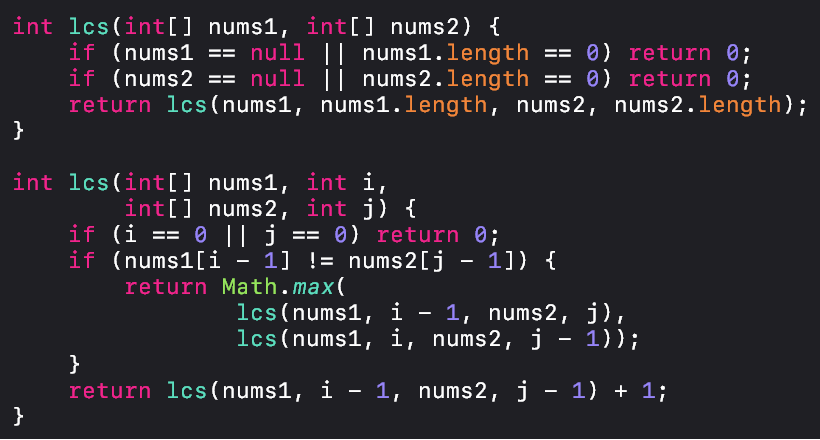 int lcs(int[] nums1, int[] nums2) {
    if (nums1 == null || nums1.length == 0) return 0;
    if (nums2 == null || nums2.length == 0) return 0;
    return lcs(nums1, nums1.length, nums2, nums2.length);
}

int lcs(int[] nums1, int i,
        int[] nums2, int j) {
    if (i == 0 || j == 0) return 0;
    if (nums1[i - 1] != nums2[j - 1]) {
        return Math.max(
                lcs(nums1, i - 1, nums2, j),
                lcs(nums1, i, nums2, j - 1));
    }
    return lcs(nums1, i - 1, nums2, j - 1) + 1;
}